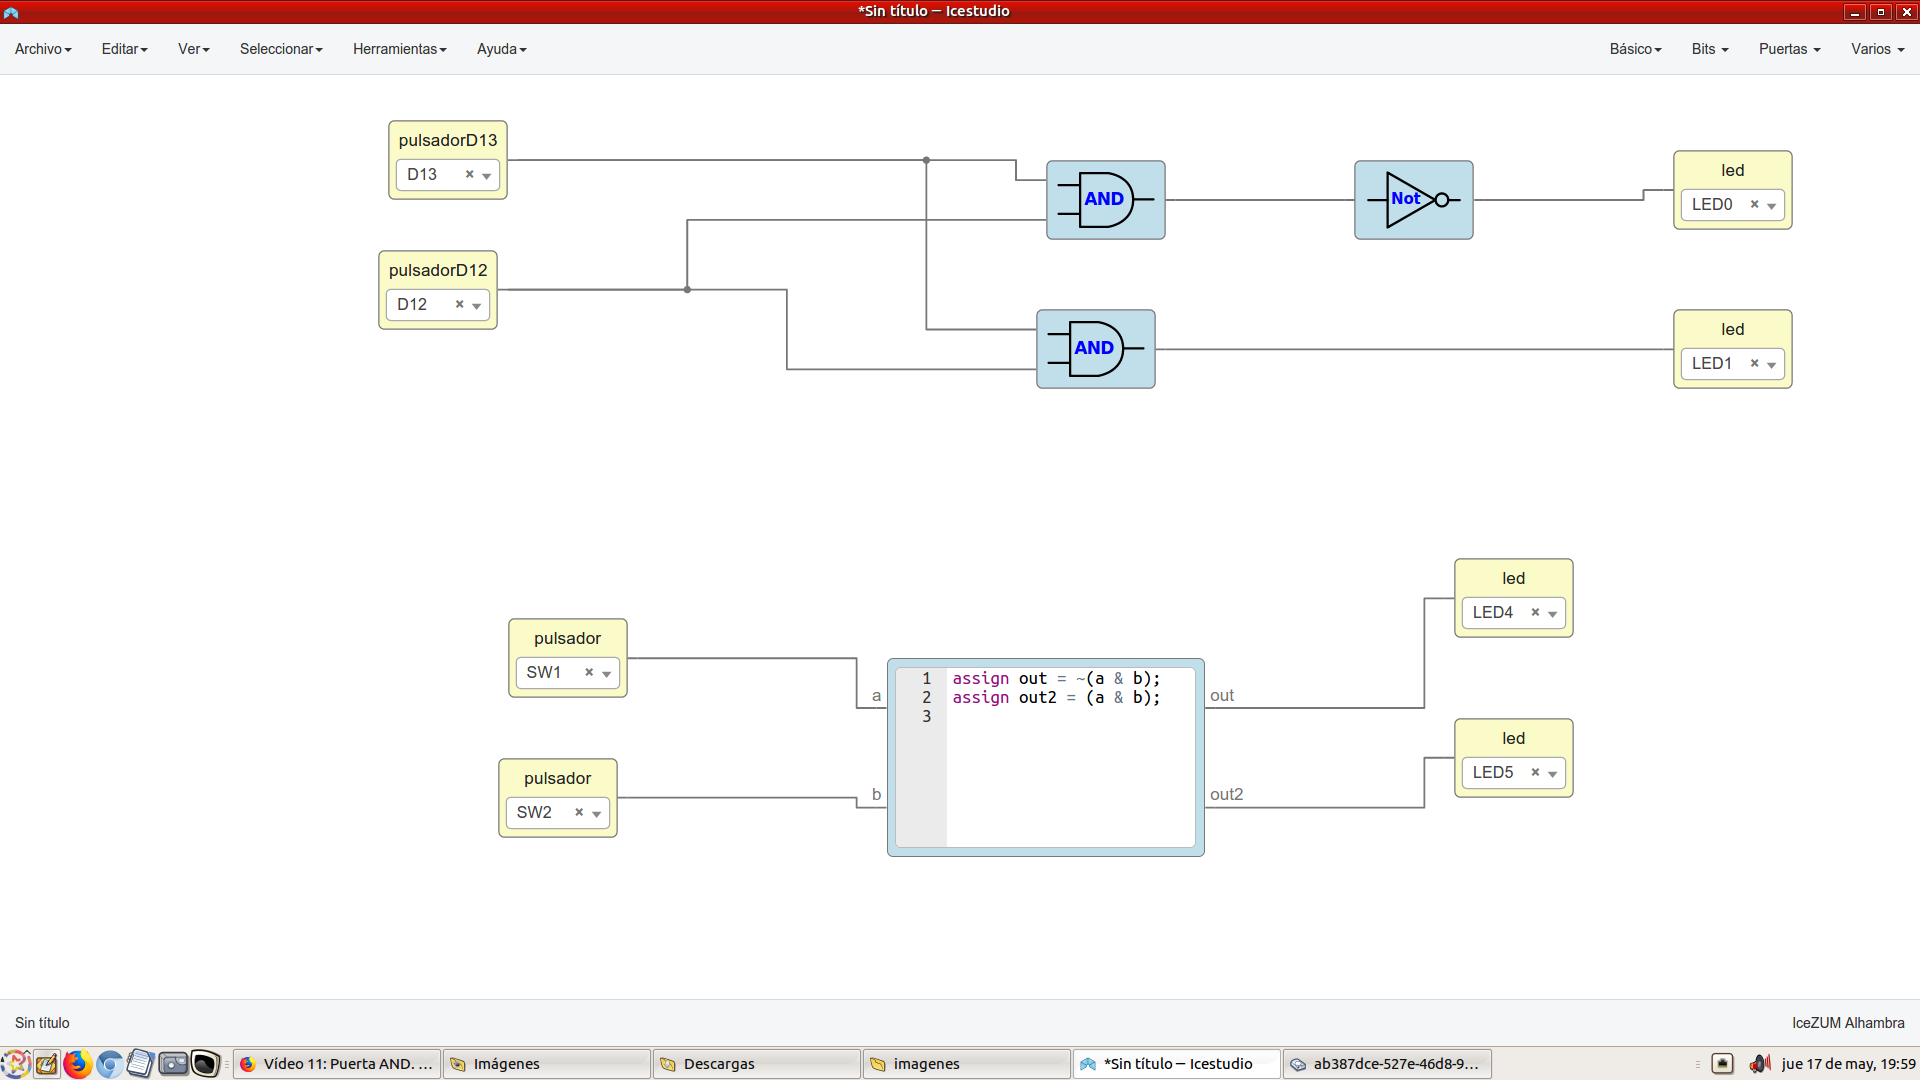 *Sin título — Icestudio
Archivo Editar Ver Seleccionar Herramientas Ayuda Básico Bits Puertas Varios
pulsadorD13
D13
AND
Not
led
LED0
pulsadorD12
D12
AND
led
LED1
led
LED4
pulsador
SW1
a
b
1 assign out = ~(a & b);
2 assign out2 = (a & b);
3
out
out2
led
LED5
pulsador
SW2
Sin título
IceZUM Alhambra
Vídeo 11: Puerta AND. ... Imágenes Descargas imagenes *Sin título — Icestudio ab387dce-527e-46d8-9... jue 17 de may, 19:59